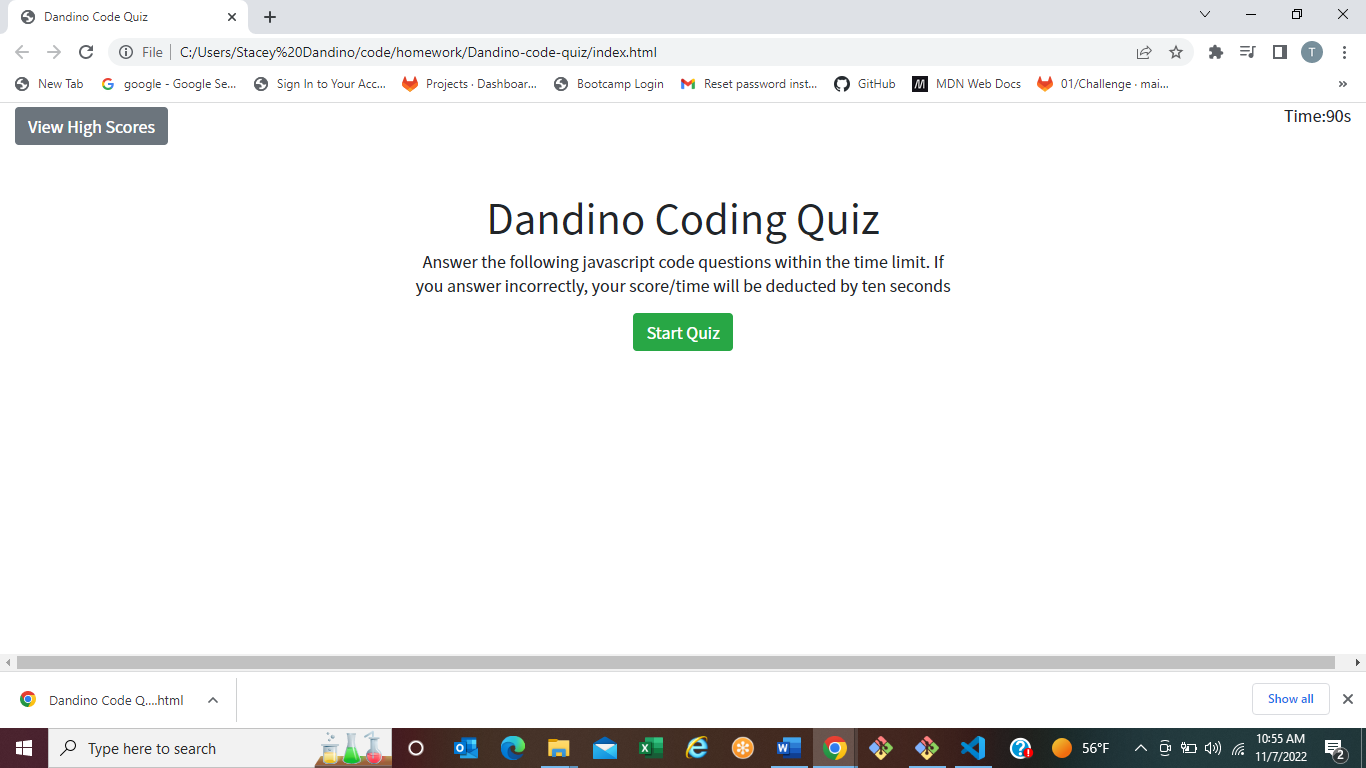 Dandino Code Quiz
File
C:/Users/Stacey%20Dandino/code/homework/Dandino-code-quiz/index.html
T
New Tab
google - Google Se...
Sign In to Your Acc...
Projects · Dashboar...
Bootcamp Login
Reset password inst...
GitHub
MDN Web Docs
01/Challenge · mai...
»
View High Scores
Time:90s
Dandino Coding Quiz
Answer the following javascript code questions within the time limit. If
you answer incorrectly, your score/time will be deducted by ten seconds
Start Quiz
Dandino Code Q....html
Show all
Type here to search
56°F
10:55 AM
11/7/2022
2